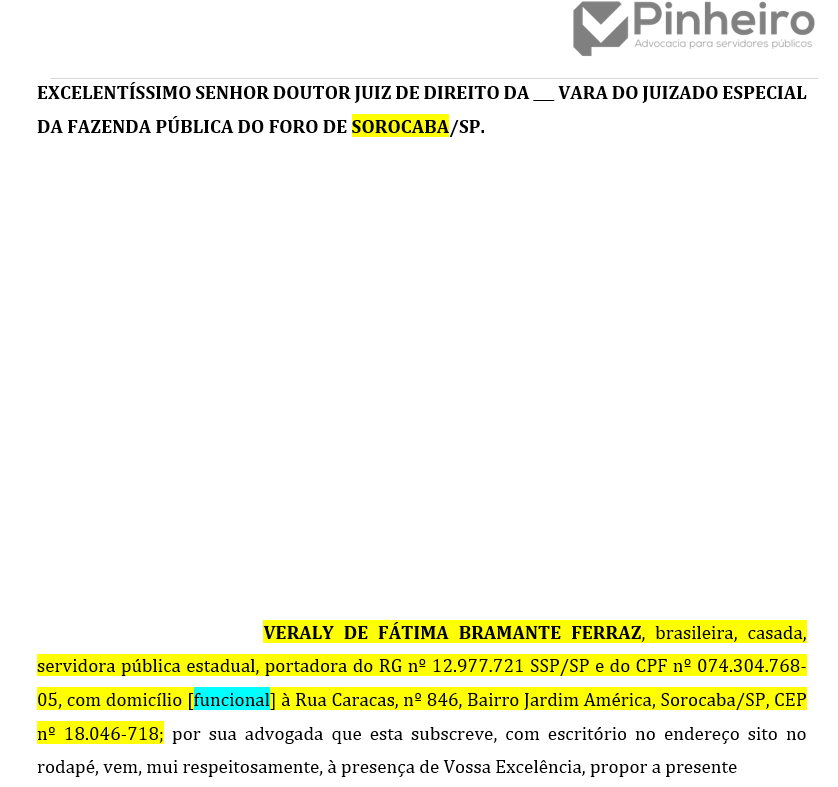 Pinheiro
Advocacia para servidores públicos
EXCELENTÍSSIMO SENHOR DOUTOR JUIZ DE DIREITO DA ___ VARA DO JUIZADO ESPECIAL
DA FAZENDA PÚBLICA DO FORO DE SOROCABA/SP.
VERALY DE FÁTIMA BRAMANTE FERRAZ, brasileira, casada,
servidora pública estadual, portadora do RG nº 12.977.721 SSP/SP e do CPF nº 074.304.768-
05, com domicílio [funcional] à Rua Caracas, nº 846, Bairro Jardim América, Sorocaba/SP, CEP
nº 18.046-718; por sua advogada que esta subscreve, com escritório no endereço sito no
rodapé, vem, mui respeitosamente, à presença de Vossa Excelência, propor a presente